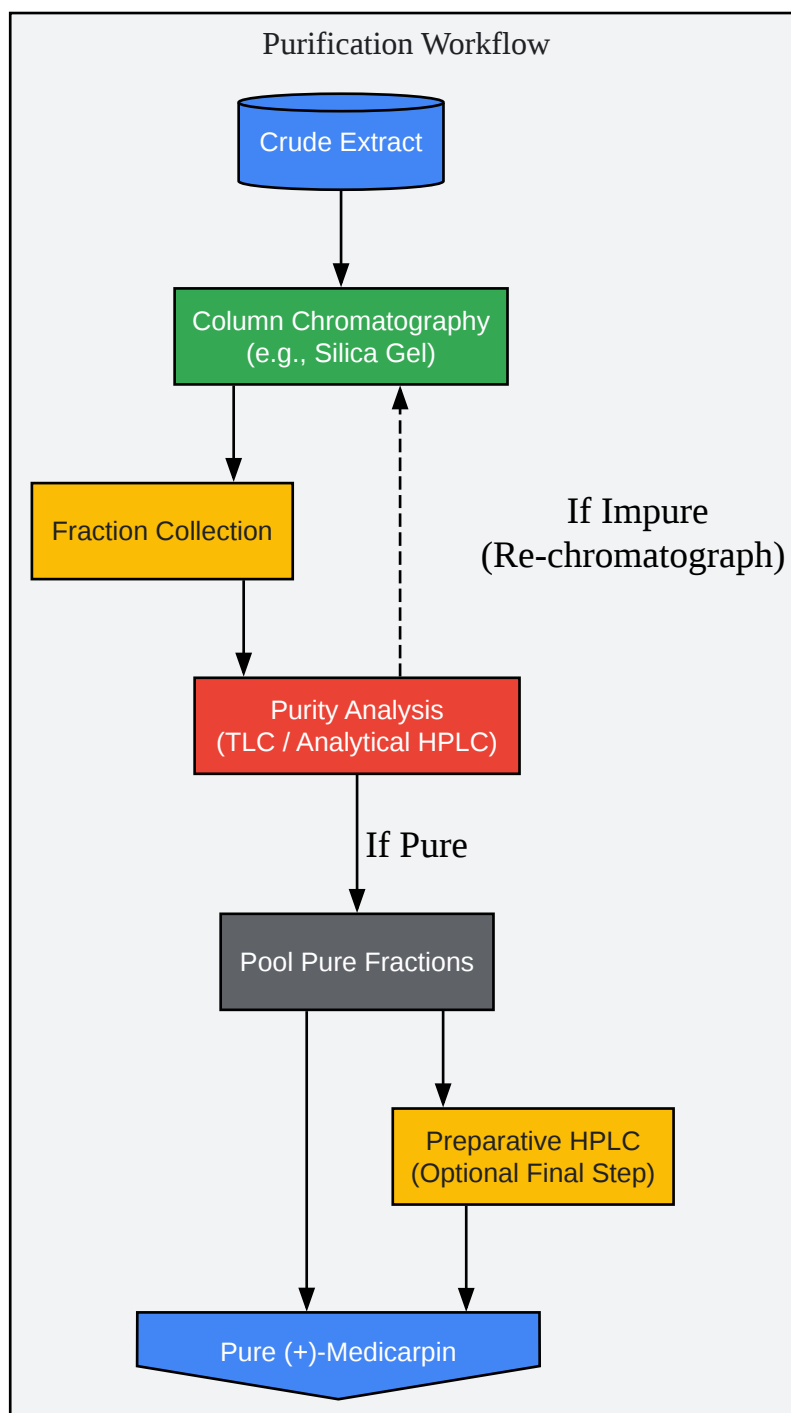 Purification Workflow
Crude Extract
Column Chromatography
(e.g., Silica Gel)
Fraction Collection
If Impure
(Re-chromatograph)
Purity Analysis
(TLC / Analytical HPLC)
If Pure
Pool Pure Fractions
Preparative HPLC
(Optional Final Step)
Pure (+)-Medicarpin